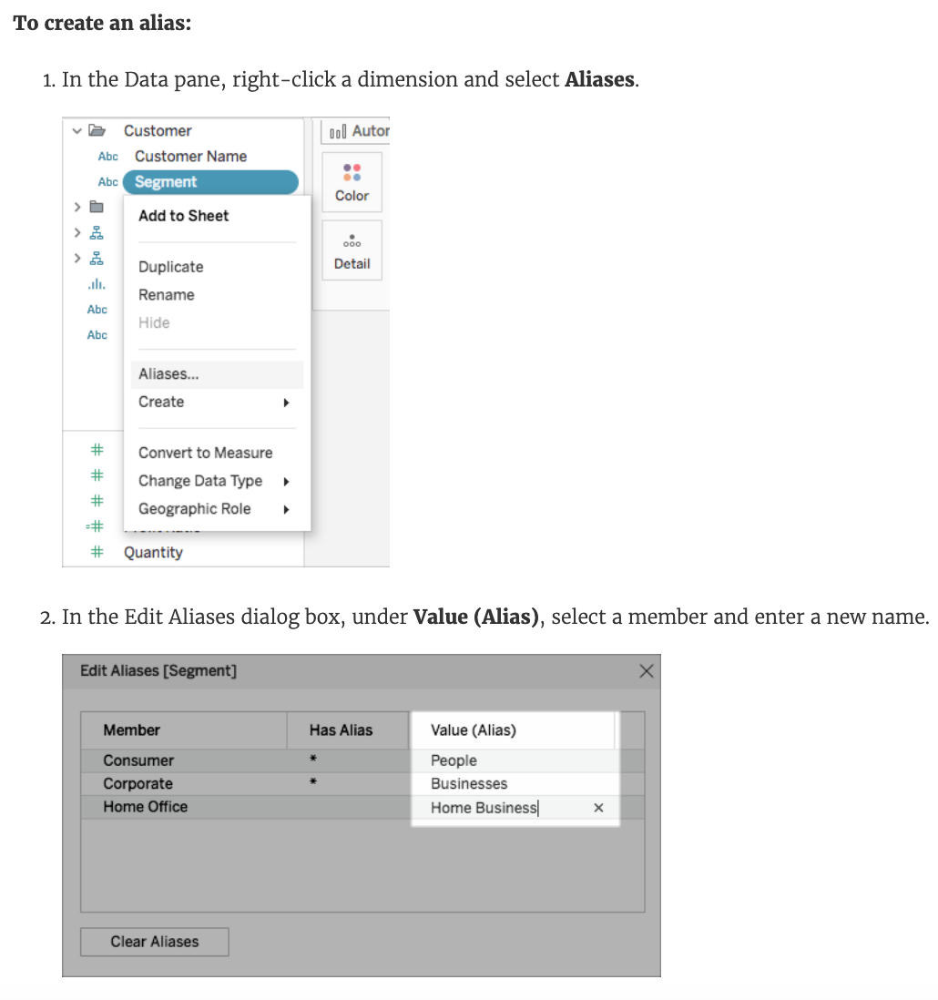 To create an alias:
1. In the Data pane, right-click a dimension and select Aliases.
Customer
Abc Customer Name
Abc Segment
Abc
Abc
Add to Sheet
Duplicate
Rename
Hide
Aliases...
Create
Convert to Measure
Change Data Type
Geographic Role
#
#
#
=#
# Quantity
Color
Detail
2. In the Edit Aliases dialog box, under Value (Alias), select a member and enter a new name.
Edit Aliases [Segment]
Member Has Alias Value (Alias)
Consumer * People
Corporate * Businesses
Home Office Home Business
Clear Aliases